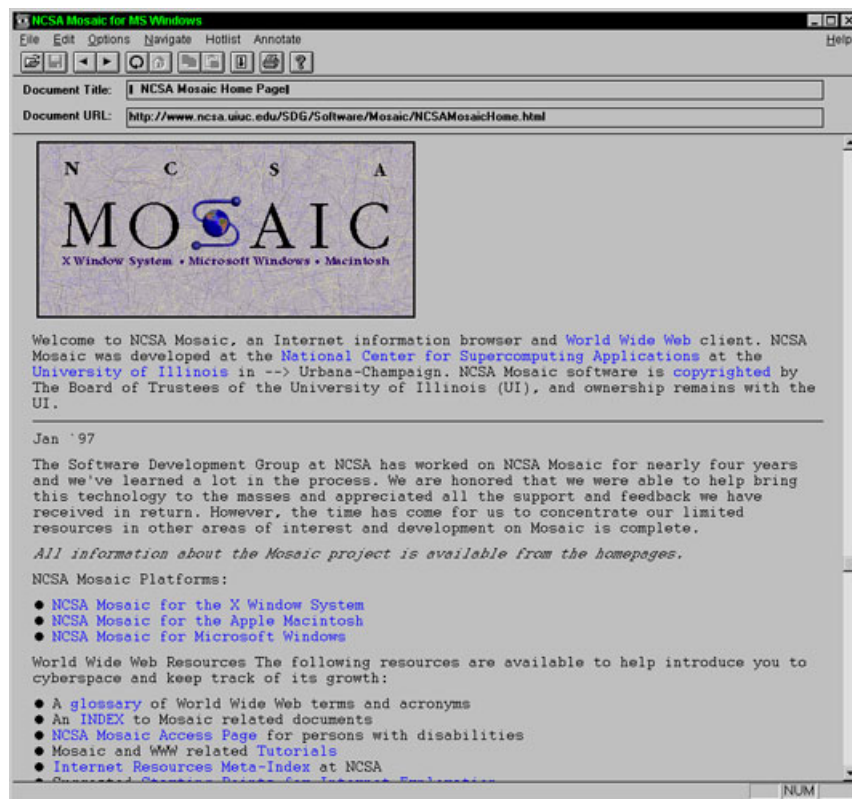 NCSA Mosaic for MS Windows
File Edit Options Navigate Hotlist Annotate Help
Document Title: NCSA Mosaic Home Page
Document URL: http://www.ncsa.uiuc.edu/SDG/Software/Mosaic/NCSAMosaicHome.html
N C S A
MOSAIC
X Window System • Microsoft Windows • Macintosh
Welcome to NCSA Mosaic, an Internet information browser and World Wide Web client. NCSA
Mosaic was developed at the National Center for Supercomputing Applications at the
University of Illinois in --> Urbana-Champaign. NCSA Mosaic software is copyrighted by
The Board of Trustees of the University of Illinois (UI), and ownership remains with the
UI.
Jan `97
The Software Development Group at NCSA has worked on NCSA Mosaic for nearly four years
and we've learned a lot in the process. We are honored that we were able to help bring
this technology to the masses and appreciated all the support and feedback we have
received in return. However, the time has come for us to concentrate our limited
resources in other areas of interest and development on Mosaic is complete.
All information about the Mosaic project is available from the homepages.
NCSA Mosaic Platforms:
● NCSA Mosaic for the X Window System
● NCSA Mosaic for the Apple Macintosh
● NCSA Mosaic for Microsoft Windows
World Wide Web Resources The following resources are available to help introduce you to
cyberspace and keep track of its growth:
● A glossary of World Wide Web terms and acronyms
● An INDEX to Mosaic related documents
● NCSA Mosaic Access Page for persons with disabilities
● Mosaic and WWW related Tutorials
● Internet Resources Meta-Index at NCSA
● Suggested Starting Points for Internet Exploration
NUM